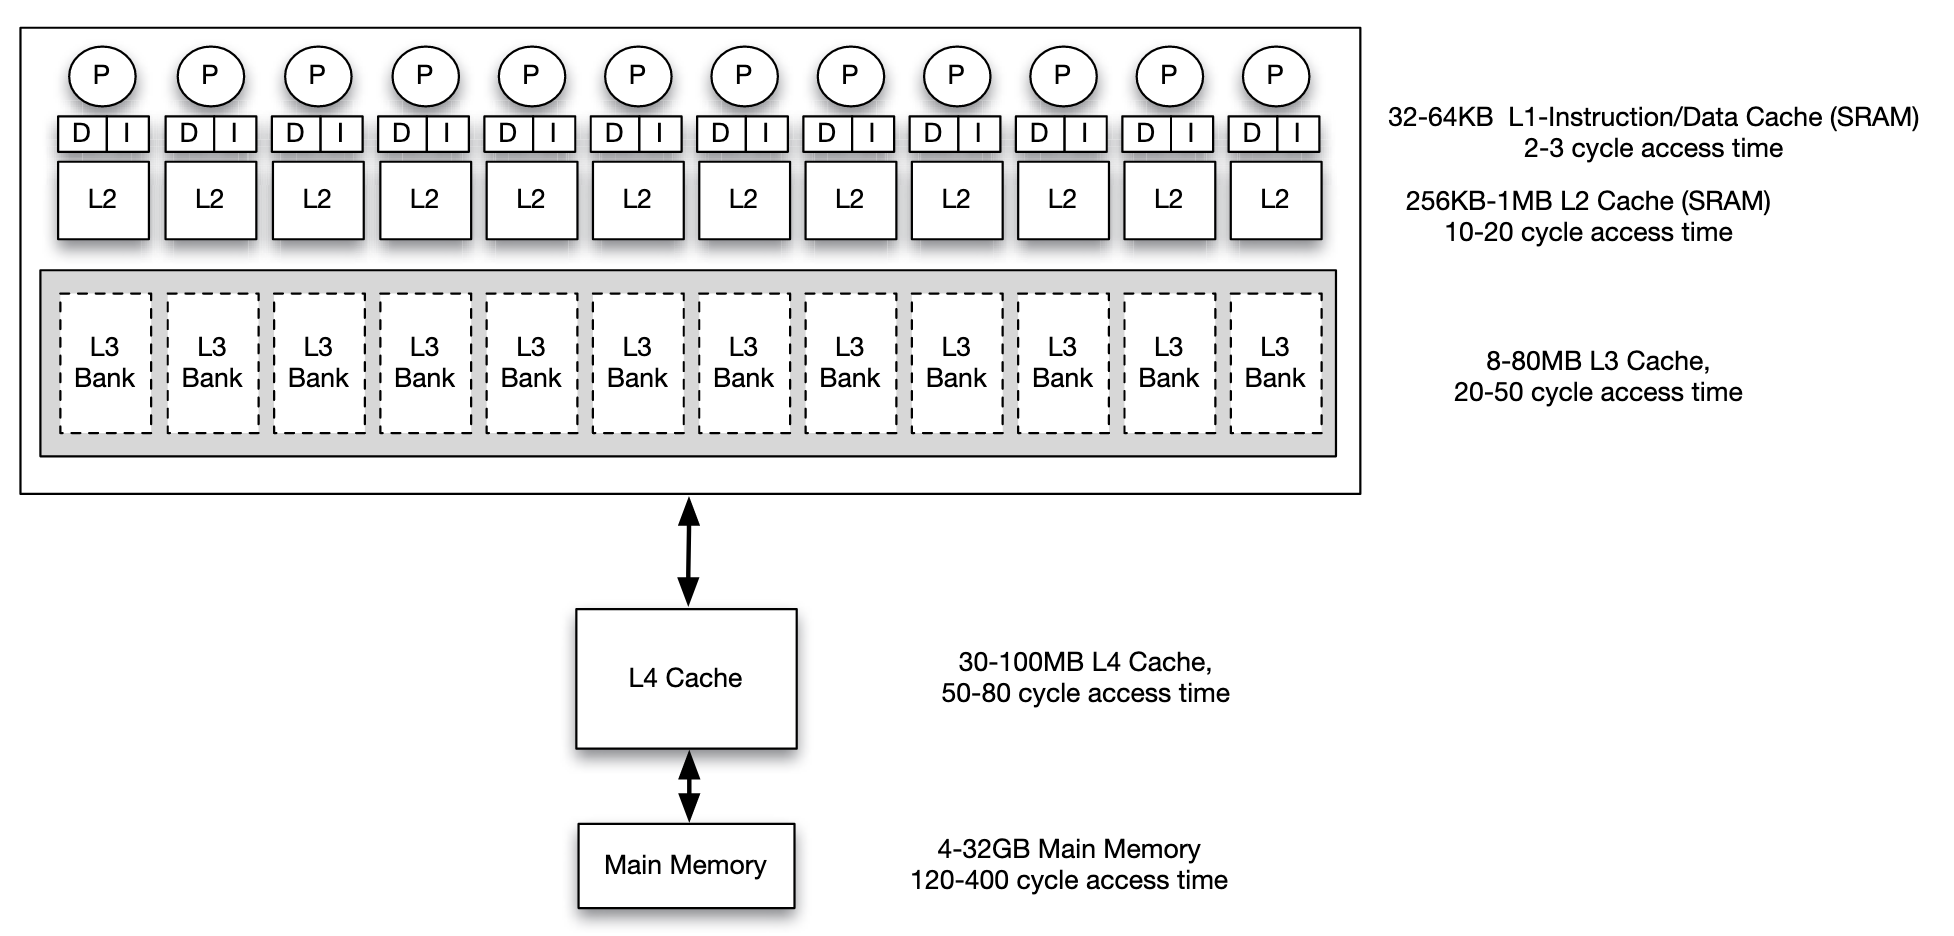 P P P P P P P P P P P P
D I D I D I D I D I D I D I D I D I D I D I D I
32-64KB L1-Instruction/Data Cache (SRAM)
2-3 cycle access time
L2 L2 L2 L2 L2 L2 L2 L2 L2 L2 L2 L2
256KB-1MB L2 Cache (SRAM)
10-20 cycle access time
L3 L3 L3 L3 L3 L3 L3 L3 L3 L3 L3 L3
Bank Bank Bank Bank Bank Bank Bank Bank Bank Bank Bank Bank
8-80MB L3 Cache,
20-50 cycle access time
L4 Cache
30-100MB L4 Cache,
50-80 cycle access time
Main Memory
4-32GB Main Memory
120-400 cycle access time